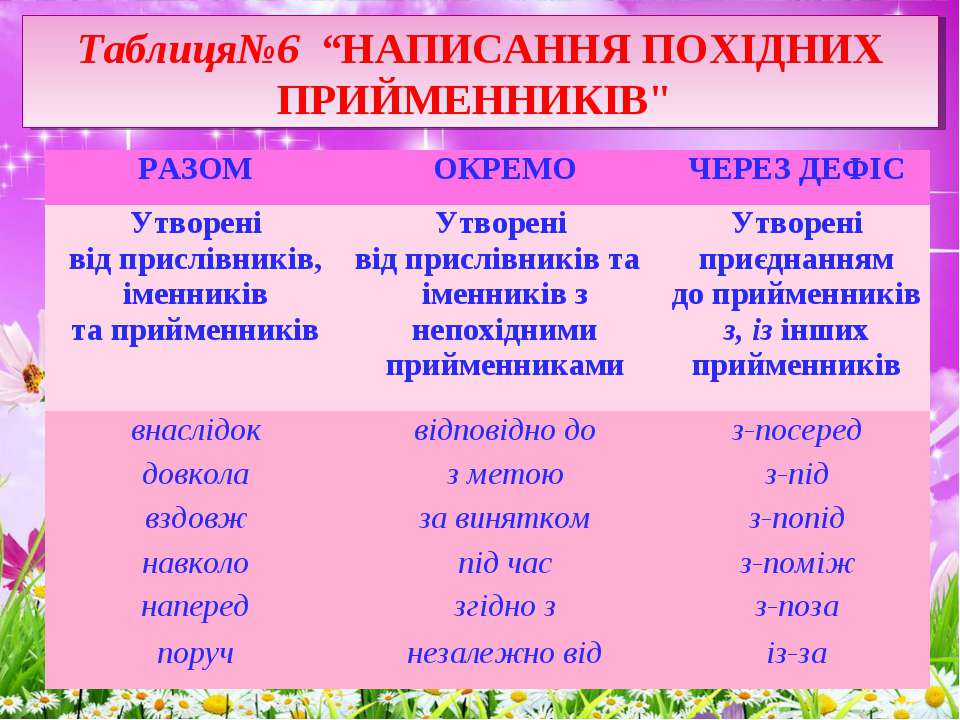 Таблиця№6 “НАПИСАННЯ ПОХІДНИХ
ПРИЙМЕННИКІВ"
РАЗОМ ОКРЕМО ЧЕРЕЗ ДЕФІС
Утворені
від прислівників,
іменників
та прийменників
Утворені
від прислівників та
іменників з
непохідними
прийменниками
Утворені
приєднанням
до прийменників
з, із інших
прийменників
внаслідок відповідно до з-посеред
довкола з метою з-під
вздовж за винятком з-попід
навколо під час з-поміж
наперед згідно з з-поза
поруч незалежно від із-за